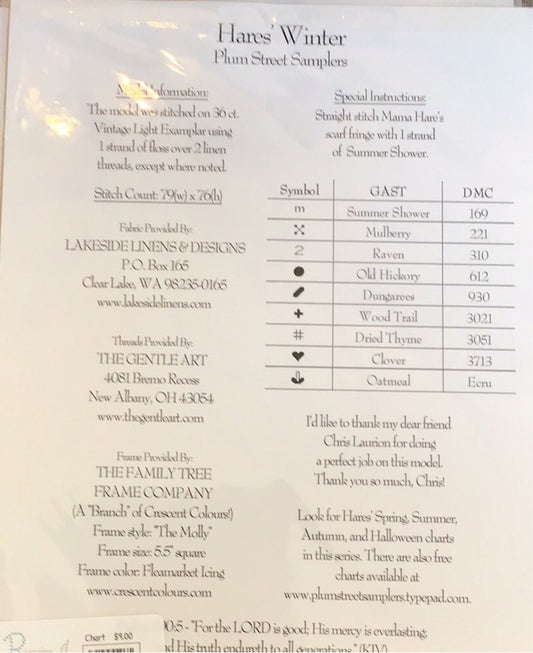 Hares' Winter
Plum Street Samplers
Model Information:
The model was stitched on 36 ct.
Vintage Light Examplar using
1 strand of floss over 2 linen
threads, except where noted.
Stitch Count: 79(w) x 76(h)
Fabric Provided By:
LAKESIDE LINENS & DESIGNS
P.O. Box 165
Clear Lake, WA 98235-0165
www.lakesidelinens.com
Threads Provided By:
THE GENTLE ART
4081 Bremo Recess
New Albany, OH 43054
www.thegentleart.com
Frame Provided By:
THE FAMILY TREE
FRAME COMPANY
(A "Branch" of Crescent Colours!)
Frame style: "The Molly"
Frame size: 5.5" square
Frame color: Fleamarket Icing
www.crescentcolours.com
Special Instructions:
Straight stitch Mama Hare's
scarf fringe with 1 strand
of Summer Shower.
Symbol GAST DMC
m Summer Shower 169
Mulberry 221
2 Raven 310
● Old Hickory 612
Dungarees 930
✚ Wood Trail 3021
# Dried Thyme 3051
♥ Clover 3713
Oatmeal Ecru
I'd like to thank my dear friend
Chris Laurion for doing
a perfect job on this model.
Thank you so much, Chris!
Look for Hares' Spring, Summer,
Autumn, and Halloween charts
in this series. There are also free
charts available at
www.plumstreetsamplers.typepad.com.
Chart $9.00
00:5 - "For the LORD is good; His mercy is everlasting;
nd His truth endureth to all generations." (KJV)